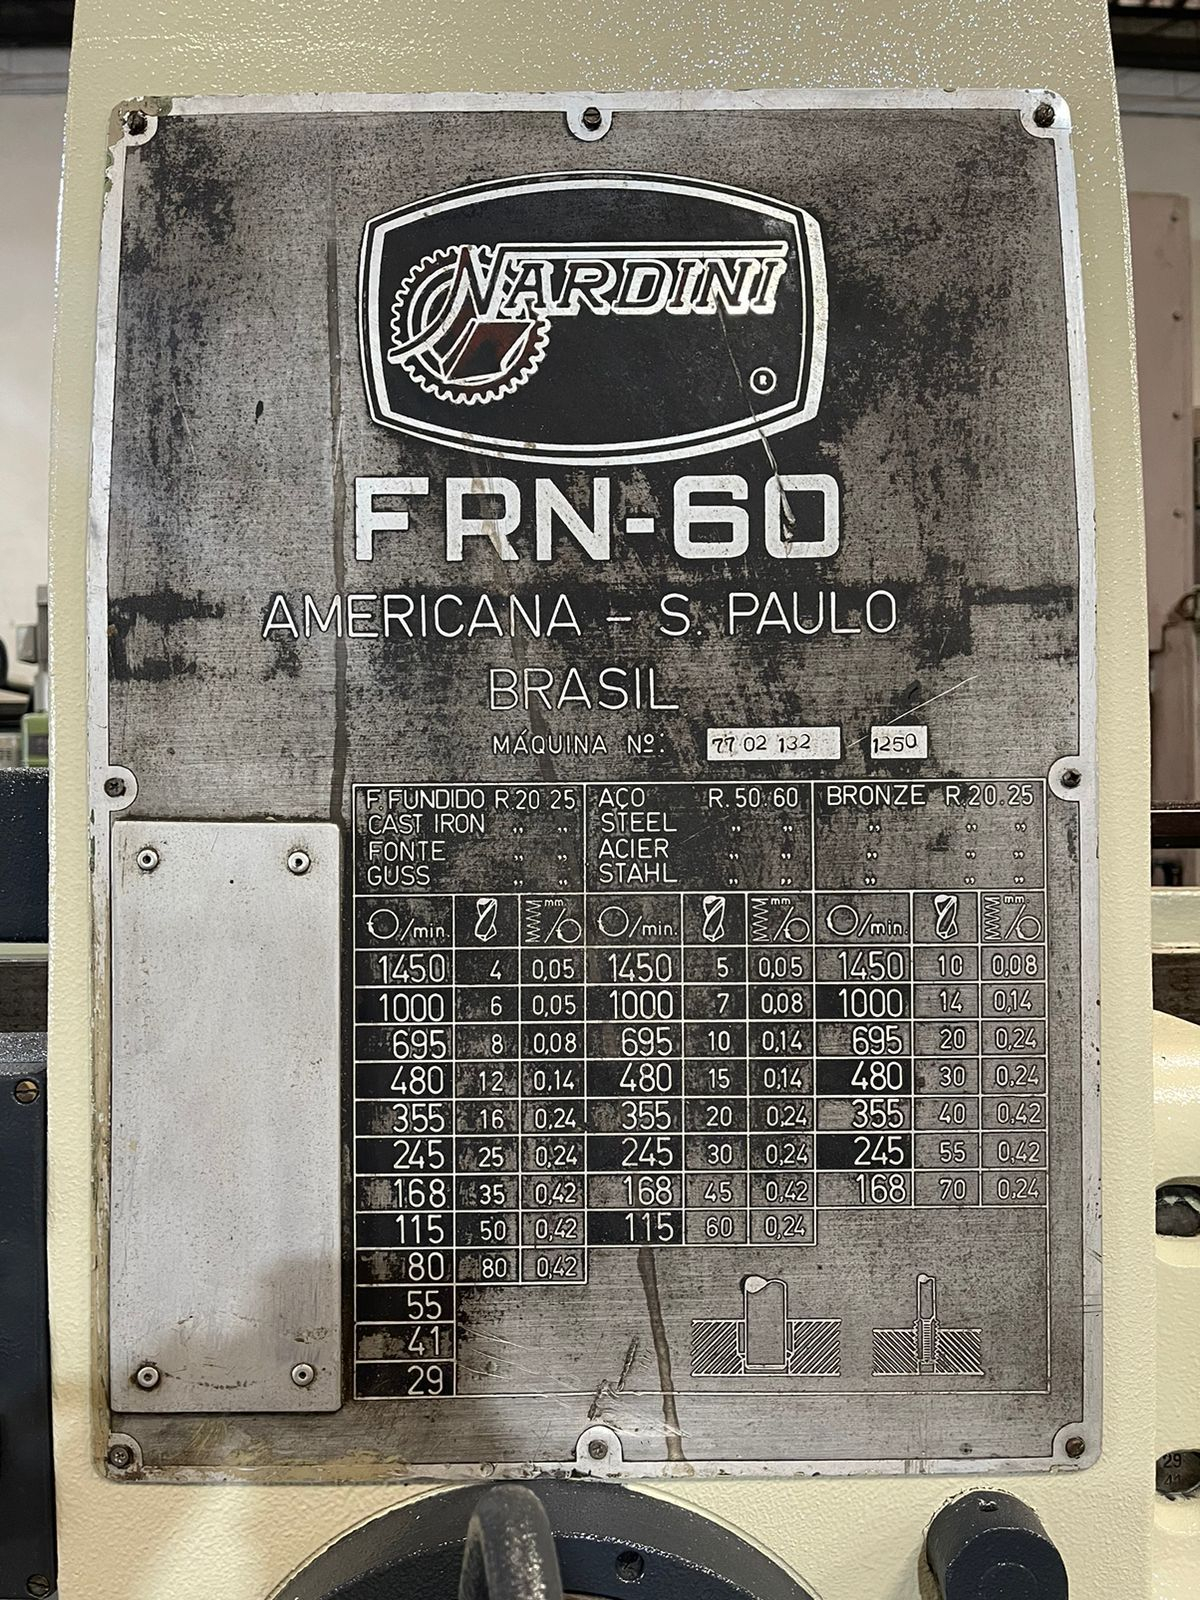 NARDINI
®
FRN-60
AMERICANA - S. PAULO
BRASIL
MÁQUINA Nº: 77 02 132 1250
F. FUNDIDO R.20 25 AÇO R. 50.60 BRONZE R.20.25
CAST IRON " " STEEL " " " " "
FONTE " " ACIER " " " " "
GUSS " " STAHL " " " " "
/min. mm/ /min. mm/ /min. mm/
1450 4 0,05 1450 5 0,05 1450 10 0,08
1000 6 0,05 1000 7 0,08 1000 14 0,14
695 8 0,08 695 10 0,14 695 20 0,24
480 12 0,14 480 15 0,14 480 30 0,24
355 16 0,24 355 20 0,24 355 40 0,42
245 25 0,24 245 30 0,24 245 55 0,42
168 35 0,42 168 45 0,42 168 70 0,24
115 50 0,42 115 60 0,24
80 80 0,42
55
41
29
29
41